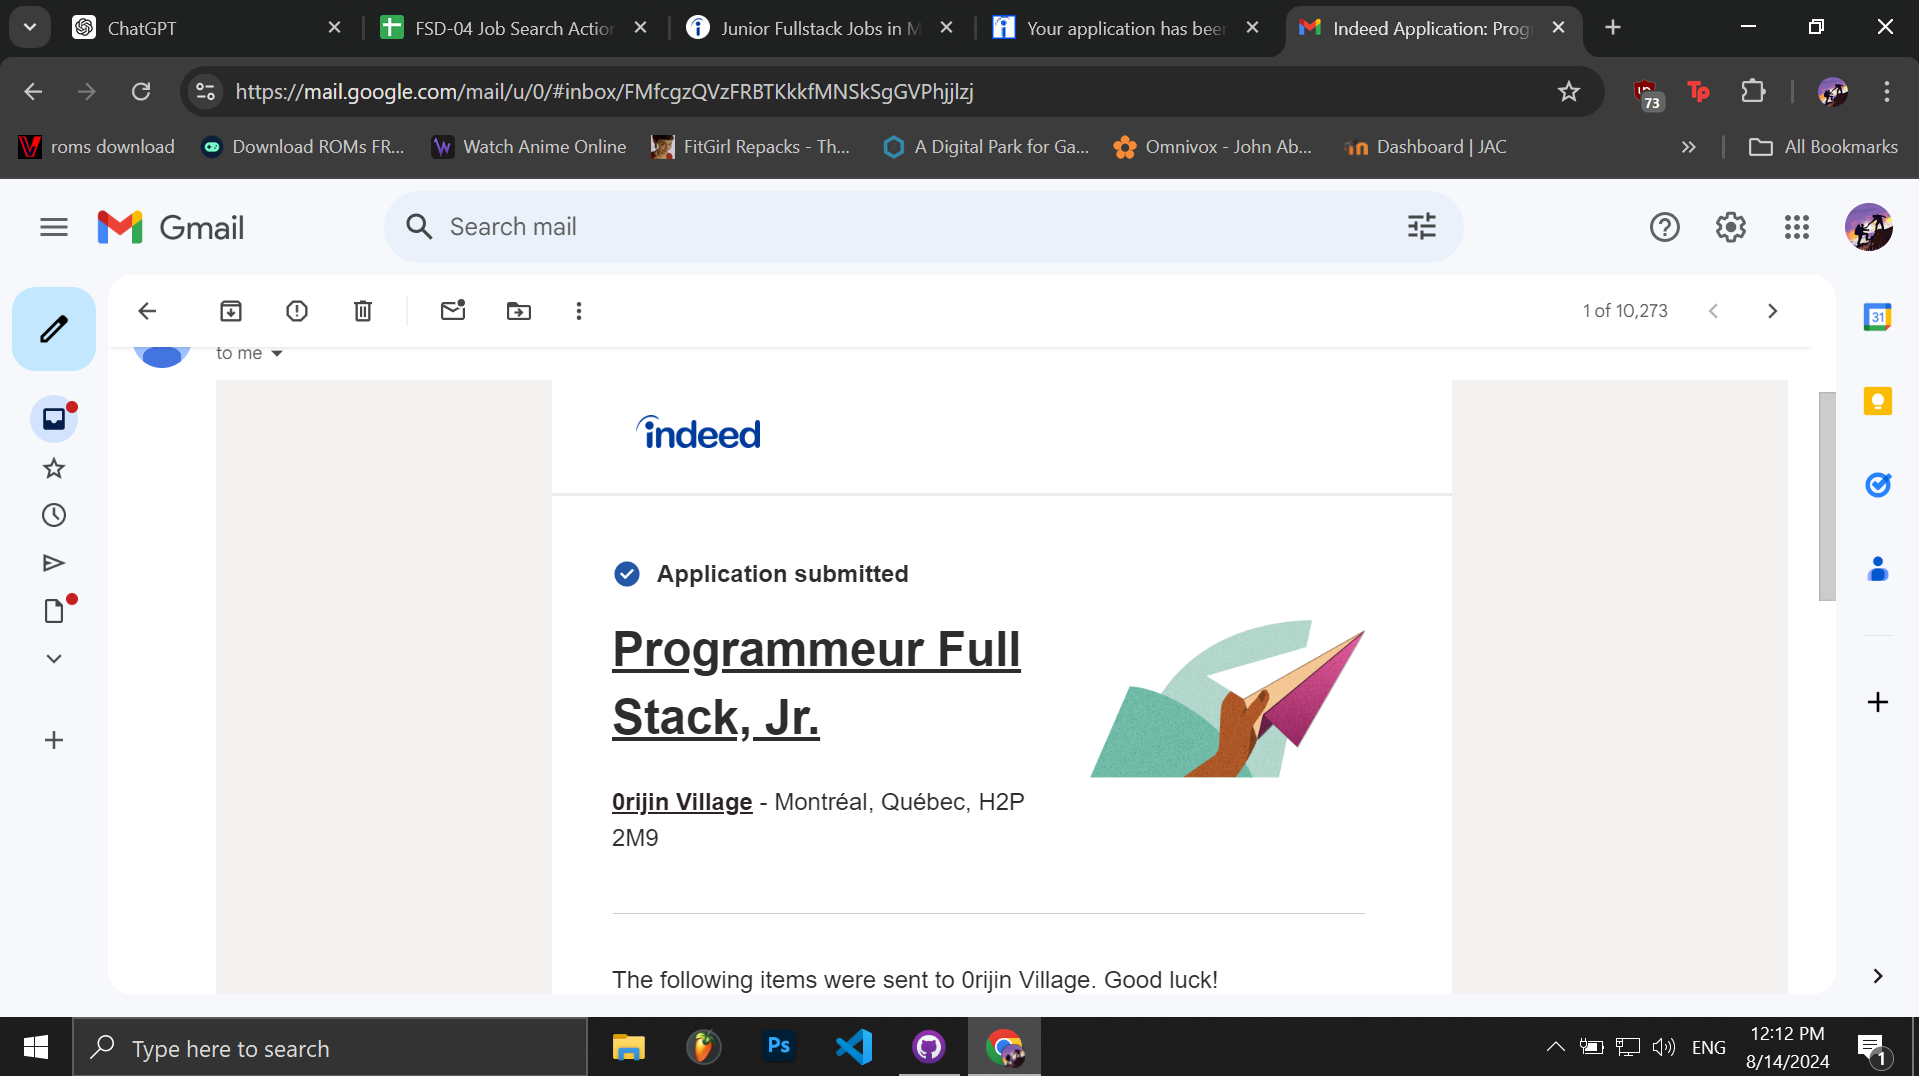 ChatGPT
FSD-04 Job Search Action
Junior Fullstack Jobs in M
Your application has been
Indeed Application: Prog
https://mail.google.com/mail/u/0/#inbox/FMfcgzQVzFRBTKkkfMNSkSgGVPhjjlzj
73
Tp
roms download
Download ROMs FR...
Watch Anime Online
FitGirl Repacks - Th...
A Digital Park for Ga...
Omnivox - John Ab...
Dashboard | JAC
All Bookmarks
Gmail
Search mail
1 of 10,273
31
to me
indeed
Application submitted
Programmeur Full
Stack, Jr.
0rijin Village - Montréal, Québec, H2P
2M9
The following items were sent to 0rijin Village. Good luck!
Type here to search
Ps
ENG
12:12 PM
8/14/2024
1